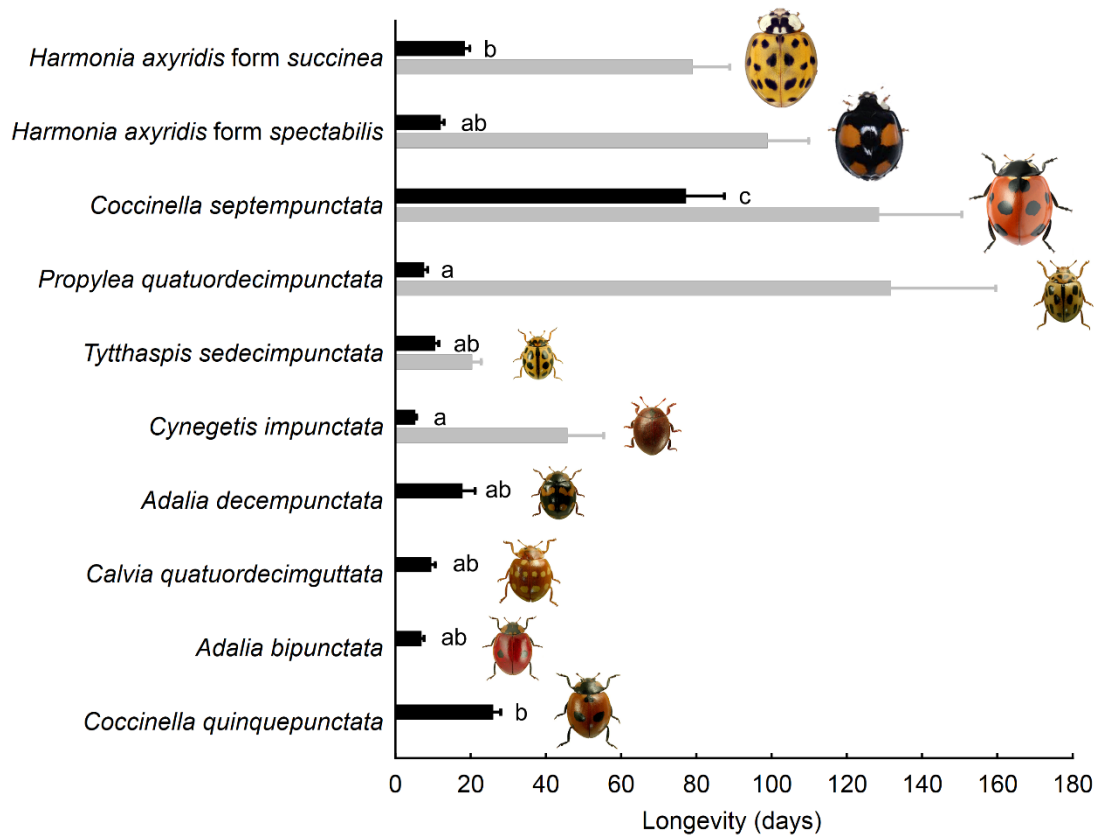 Harmonia axyridis form succinea
b
Harmonia axyridis form spectabilis
ab
Coccinella septempunctata
c
Propylea quatuordecimpunctata
a
Tytthaspis sedecimpunctata
ab
Cynegetis impunctata
a
Adalia decempunctata
ab
Calvia quatuordecimguttata
ab
Adalia bipunctata
ab
Coccinella quinquepunctata
b
0 20 40 60 80 100 120 140 160 180
Longevity (days)